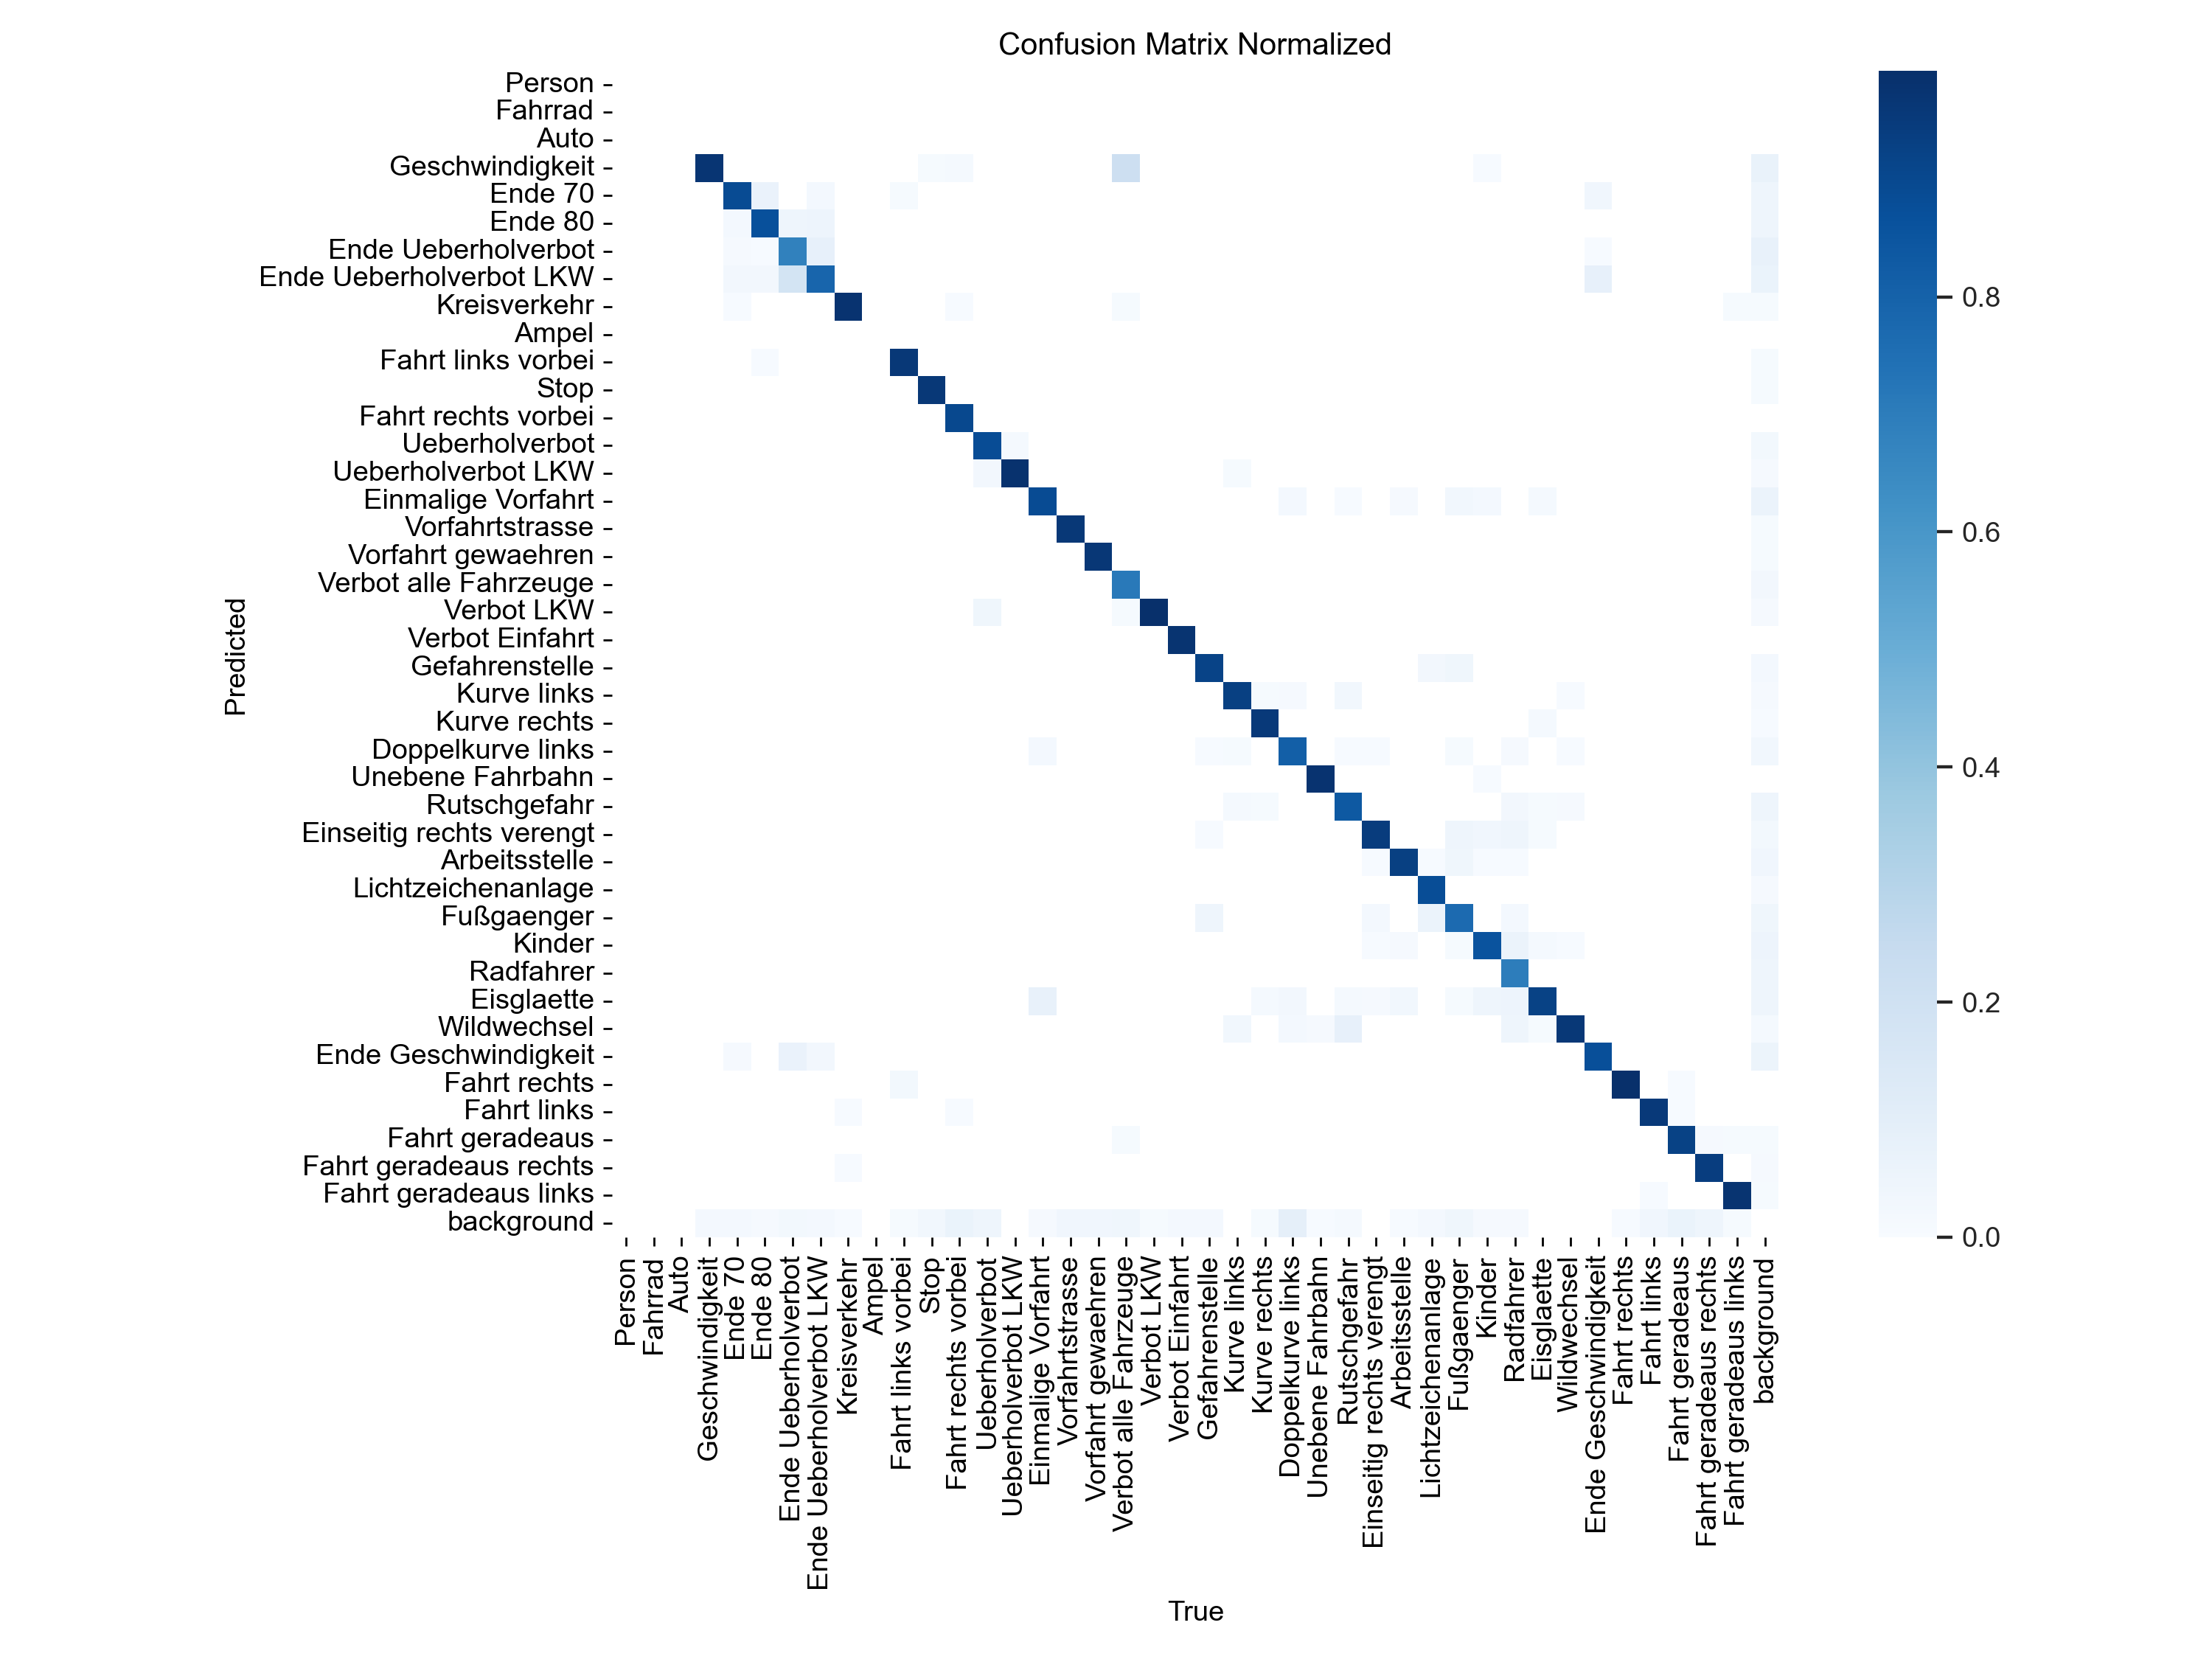 Confusion Matrix Normalized
Person
Fahrrad
Auto
Geschwindigkeit
Ende 70
Ende 80
Ende Ueberholverbot
Ende Ueberholverbot LKW
Kreisverkehr
Ampel
Fahrt links vorbei
Stop
Fahrt rechts vorbei
Ueberholverbot
Ueberholverbot LKW
Einmalige Vorfahrt
Vorfahrtstrasse
Vorfahrt gewaehren
Verbot alle Fahrzeuge
Verbot LKW
Verbot Einfahrt
Gefahrenstelle
Kurve links
Kurve rechts
Doppelkurve links
Unebene Fahrbahn
Rutschgefahr
Einseitig rechts verengt
Arbeitsstelle
Lichtzeichenanlage
Fußgaenger
Kinder
Radfahrer
Eisglaette
Wildwechsel
Ende Geschwindigkeit
Fahrt rechts
Fahrt links
Fahrt geradeaus
Fahrt geradeaus rechts
Fahrt geradeaus links
background
Predicted
Person
Fahrrad
Auto
Geschwindigkeit
Ende 70
Ende 80
Ende Ueberholverbot
Ende Ueberholverbot LKW
Kreisverkehr
Ampel
Fahrt links vorbei
Stop
Fahrt rechts vorbei
Ueberholverbot
Ueberholverbot LKW
Einmalige Vorfahrt
Vorfahrtstrasse
Vorfahrt gewaehren
Verbot alle Fahrzeuge
Verbot LKW
Verbot Einfahrt
Gefahrenstelle
Kurve links
Kurve rechts
Doppelkurve links
Unebene Fahrbahn
Rutschgefahr
Einseitig rechts verengt
Arbeitsstelle
Lichtzeichenanlage
Fußgaenger
Kinder
Radfahrer
Eisglaette
Wildwechsel
Ende Geschwindigkeit
Fahrt rechts
Fahrt links
Fahrt geradeaus
Fahrt geradeaus rechts
Fahrt geradeaus links
background
True
0.8
0.6
0.4
0.2
0.0